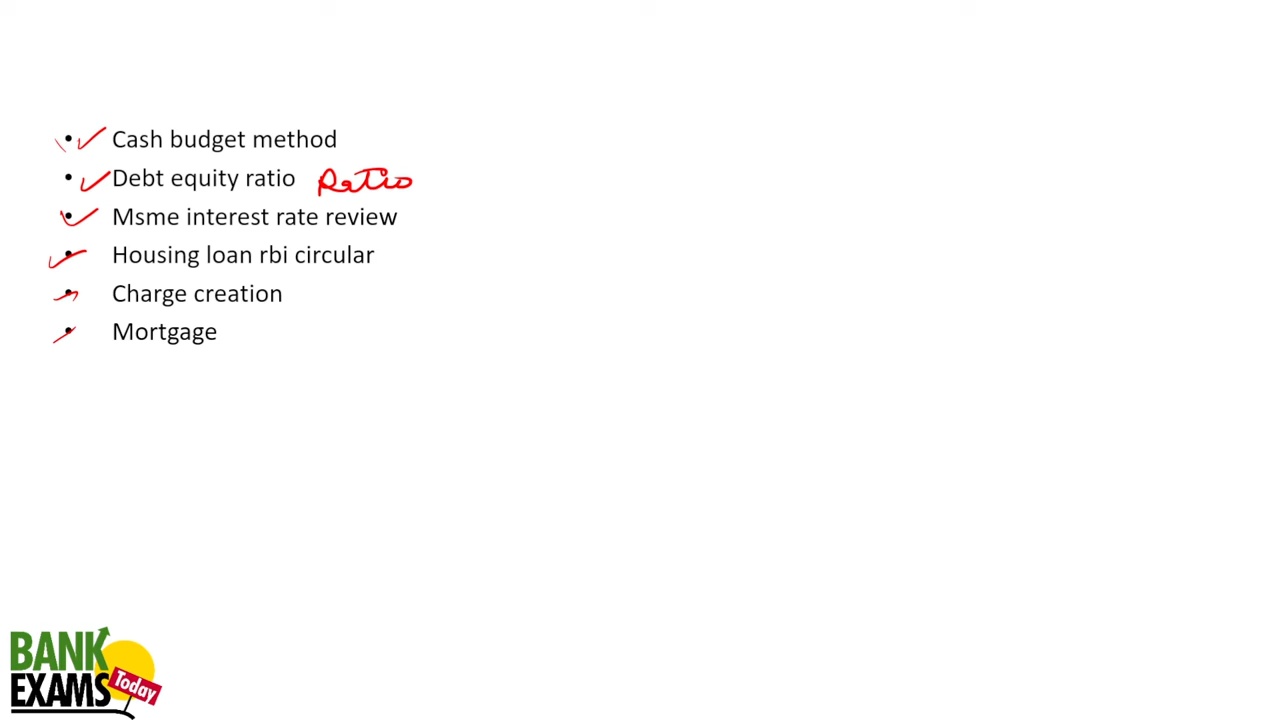 • Cash budget method
• Debt equity ratio Ratio
• Msme interest rate review
• Housing loan rbi circular
• Charge creation
• Mortgage
BANK
EXAMS Today